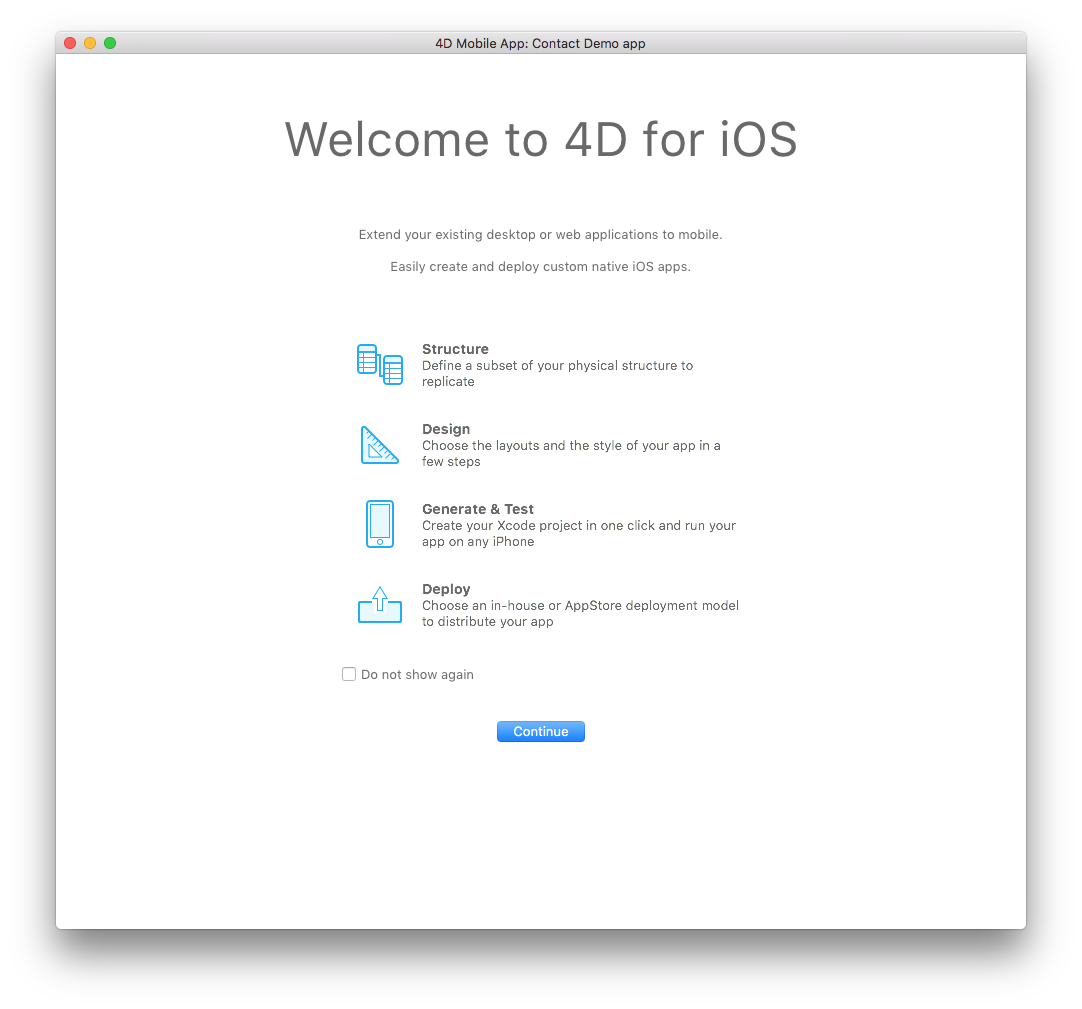 4D Mobile App: Contact Demo app
Welcome to 4D for iOS
Extend your existing desktop or web applications to mobile.
Easily create and deploy custom native iOS apps.
Structure
Define a subset of your physical structure to
replicate
Design
Choose the layouts and the style of your app in a
few steps
Generate & Test
Create your Xcode project in one click and run your
app on any iPhone
Deploy
Choose an in-house or AppStore deployment model
to distribute your app
Do not show again
Continue